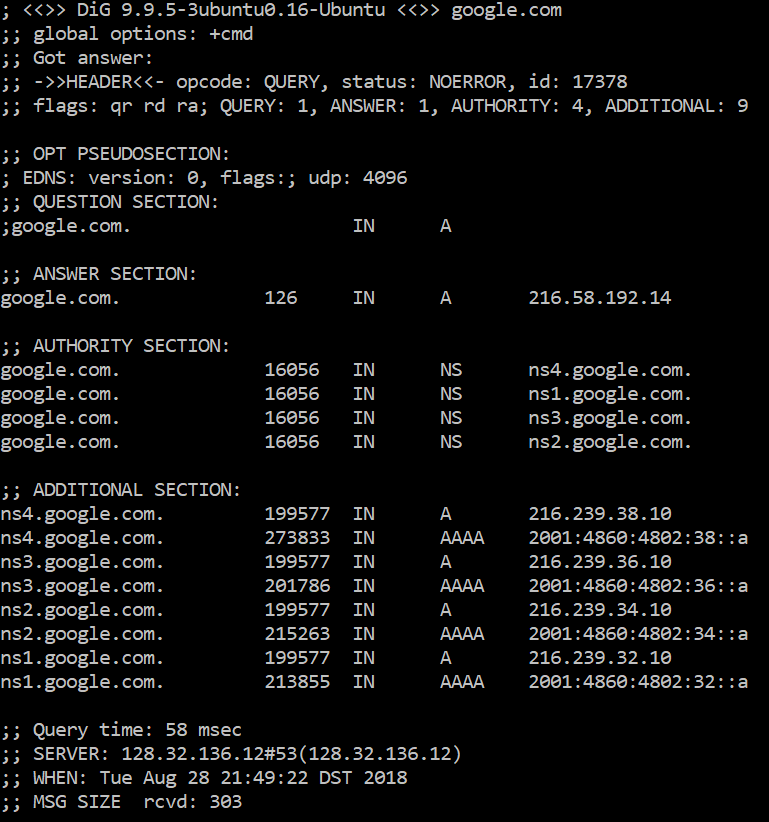 ; <<>> DiG 9.9.5-3ubuntu0.16-Ubuntu <<>> google.com
;; global options: +cmd
;; Got answer:
;; ->>HEADER<<- opcode: QUERY, status: NOERROR, id: 17378
;; flags: qr rd ra; QUERY: 1, ANSWER: 1, AUTHORITY: 4, ADDITIONAL: 9

;; OPT PSEUDOSECTION:
; EDNS: version: 0, flags:; udp: 4096
;; QUESTION SECTION:
;google.com.                    IN      A

;; ANSWER SECTION:
google.com.             126     IN      A       216.58.192.14

;; AUTHORITY SECTION:
google.com.             16056   IN      NS      ns4.google.com.
google.com.             16056   IN      NS      ns1.google.com.
google.com.             16056   IN      NS      ns3.google.com.
google.com.             16056   IN      NS      ns2.google.com.

;; ADDITIONAL SECTION:
ns4.google.com.         199577  IN      A       216.239.38.10
ns4.google.com.         273833  IN      AAAA    2001:4860:4802:38::a
ns3.google.com.         199577  IN      A       216.239.36.10
ns3.google.com.         201786  IN      AAAA    2001:4860:4802:36::a
ns2.google.com.         199577  IN      A       216.239.34.10
ns2.google.com.         215263  IN      AAAA    2001:4860:4802:34::a
ns1.google.com.         199577  IN      A       216.239.32.10
ns1.google.com.         213855  IN      AAAA    2001:4860:4802:32::a

;; Query time: 58 msec
;; SERVER: 128.32.136.12#53(128.32.136.12)
;; WHEN: Tue Aug 28 21:49:22 DST 2018
;; MSG SIZE  rcvd: 303